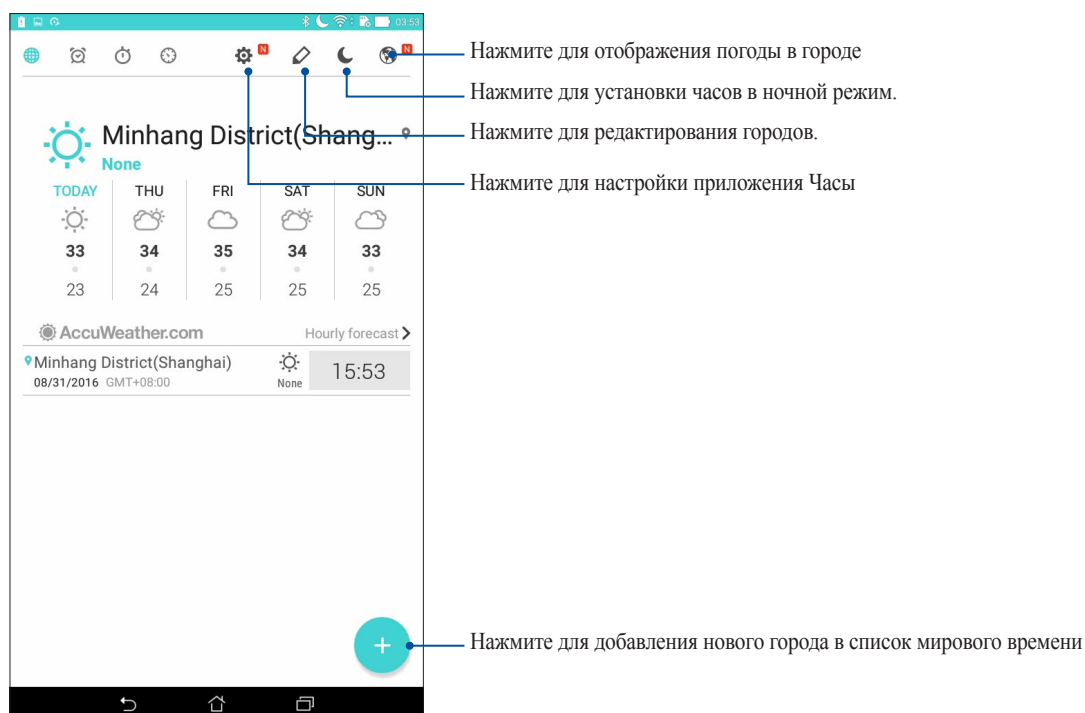 03:53
N
N
Нажмите для отображения погоды в городе
Нажмите для установки часов в ночной режим.
Нажмите для редактирования городов.
Нажмите для настройки приложения Часы
Minhang District(Shang...
None
TODAY THU FRI SAT SUN
33 34 35 34 33
23 24 25 25 25
AccuWeather.com Hourly forecast
Minhang District(Shanghai)
08/31/2016 GMT+08:00
None
15:53
Нажмите для добавления нового города в список мирового времени